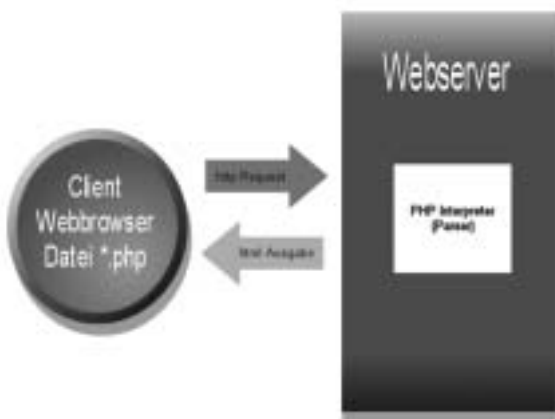 Webserver
Client
Webbrowser
Datei *.php
http Request
html Ausgabe
PHP Interpreter
(Parser)